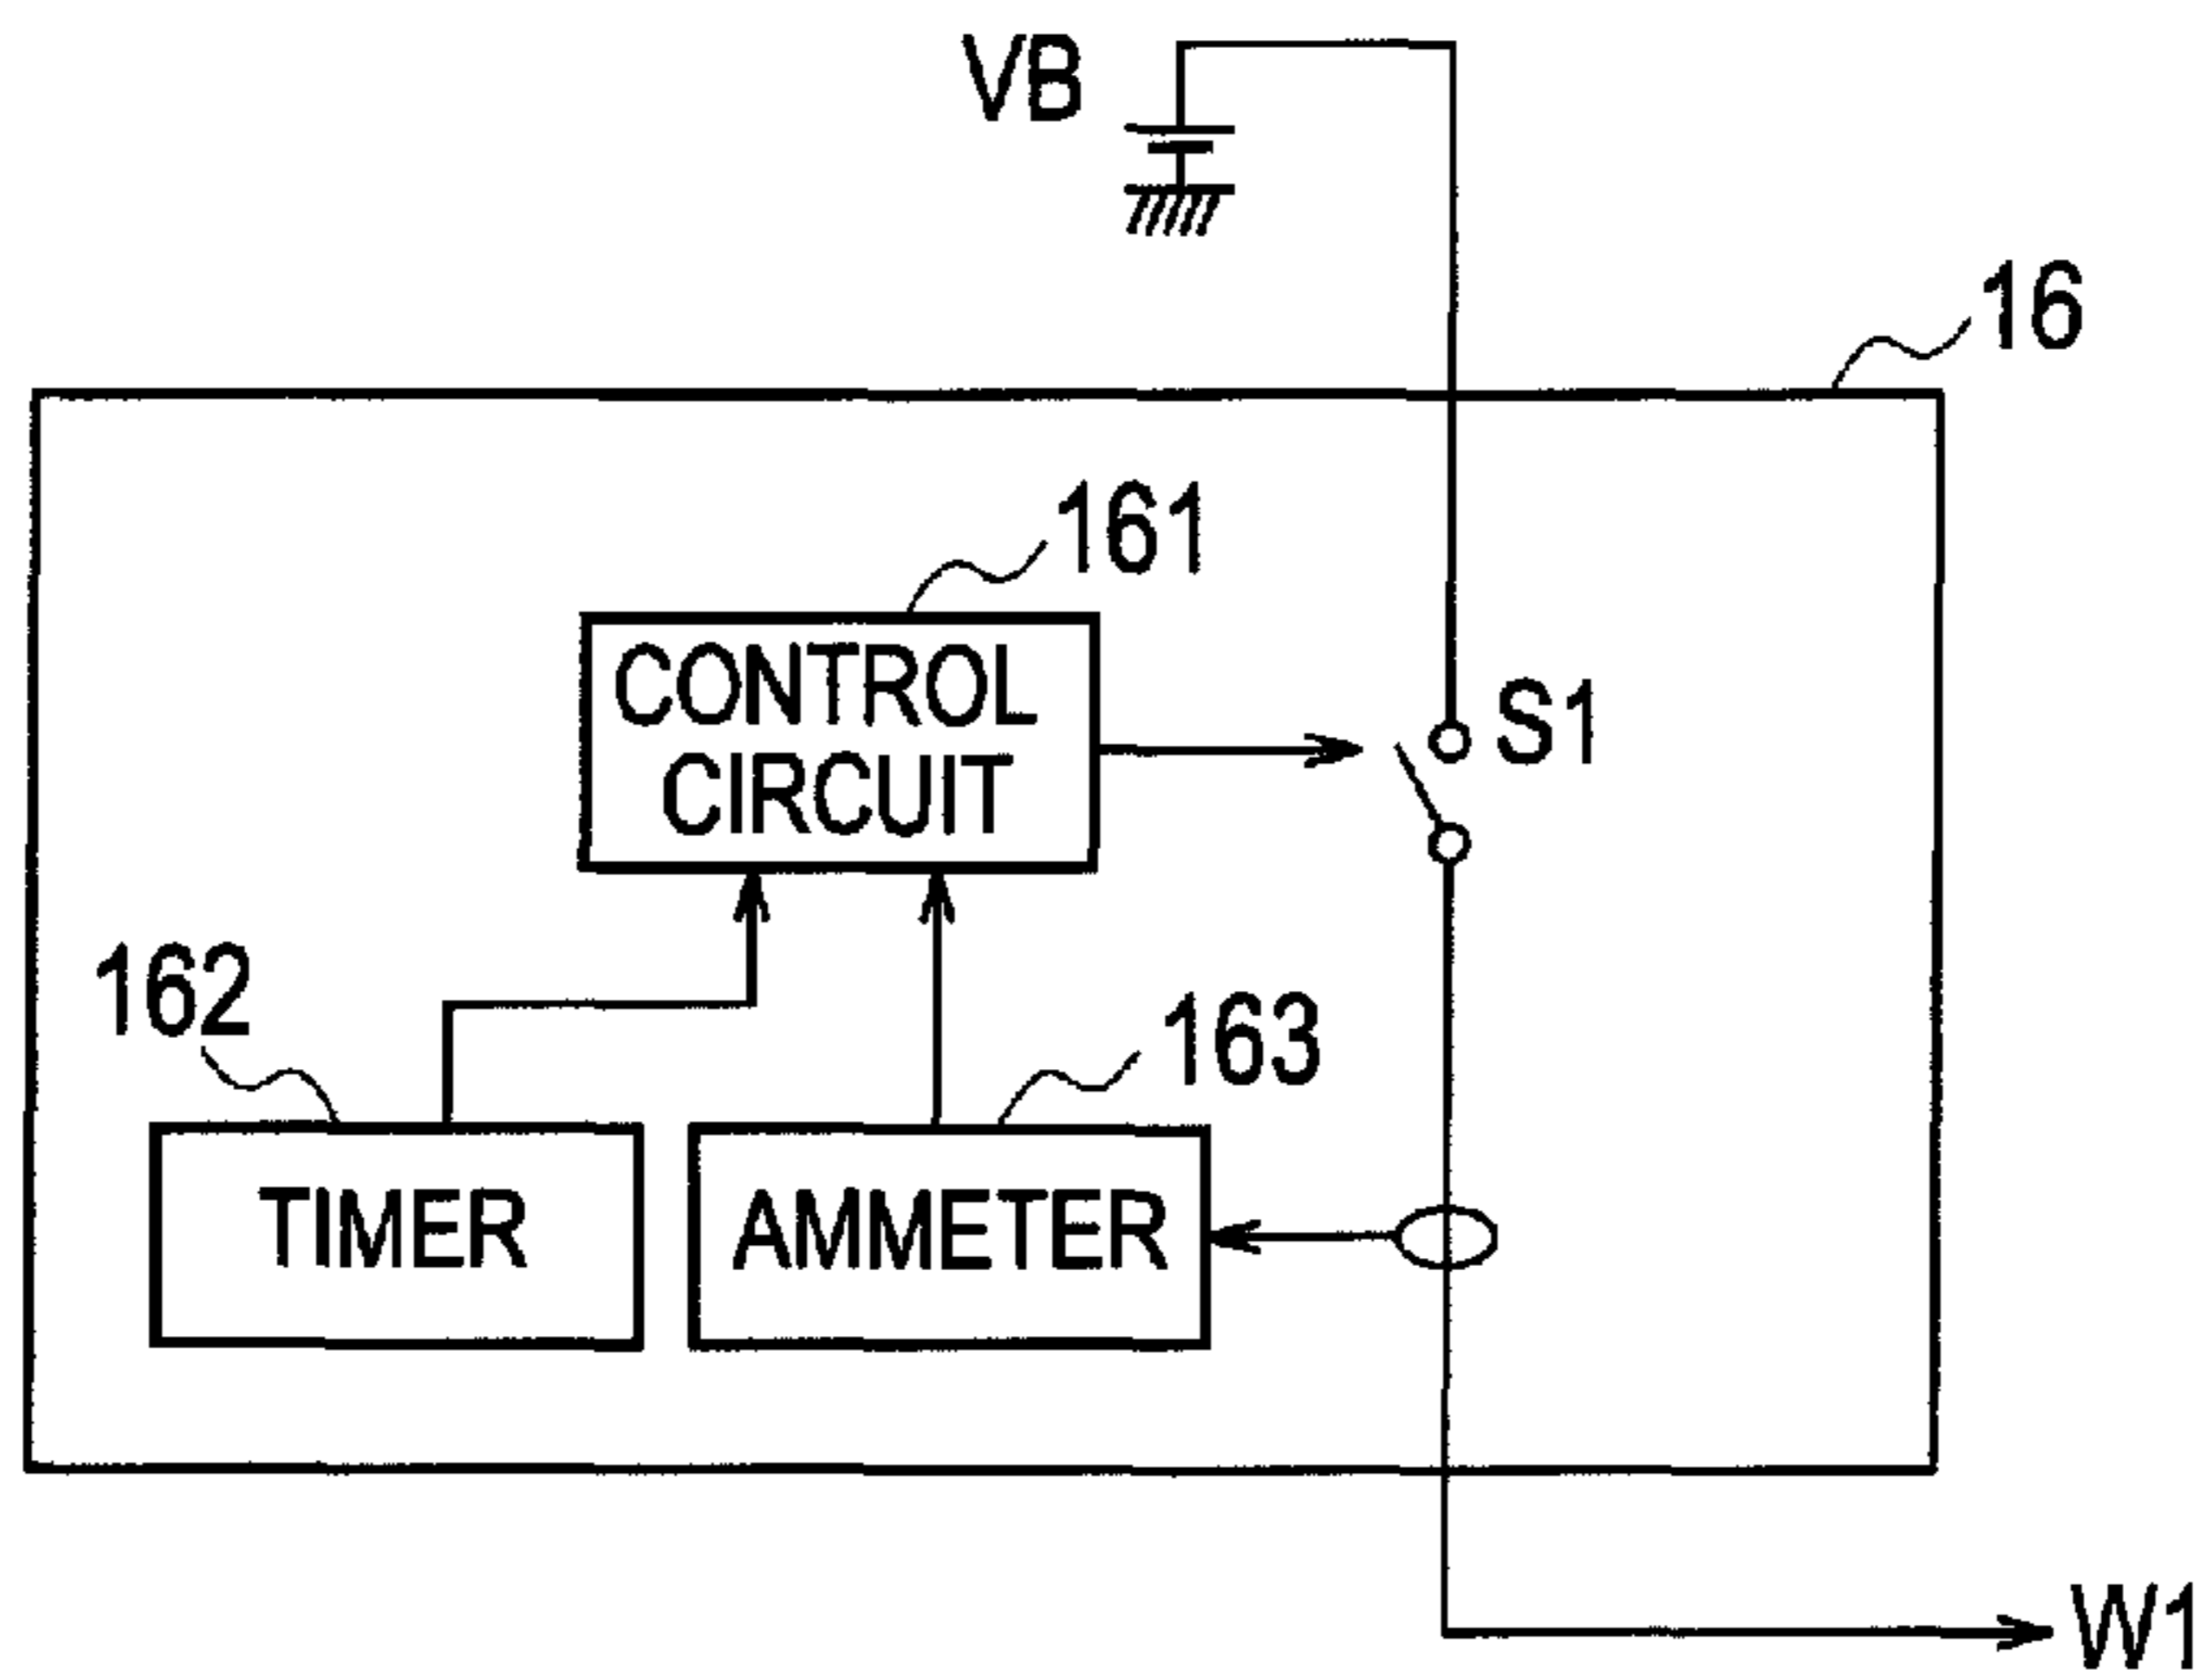 VB
16
161
CONTROL
CIRCUIT
S1
162
163
TIMER
AMMETER
W1